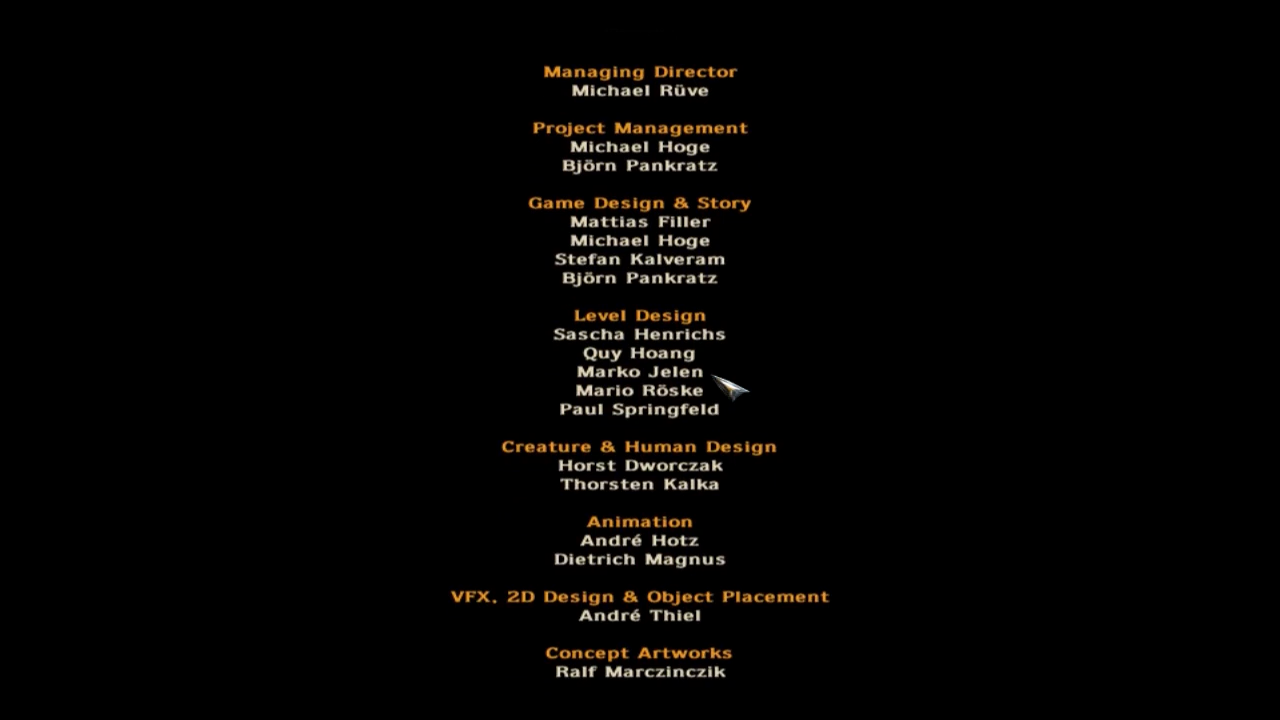 Managing Director
Michael Rüve
Project Management
Michael Hoge
Björn Pankratz
Game Design & Story
Mattias Filler
Michael Hoge
Stefan Kalveram
Björn Pankratz
Level Design
Sascha Henrichs
Quy Hoang
Marko Jelen
Mario Röske
Paul Springfeld
Creature & Human Design
Horst Dworczak
Thorsten Kalka
Animation
André Hotz
Dietrich Magnus
VFX, 2D Design & Object Placement
André Thiel
Concept Artworks
Ralf Marczinczik